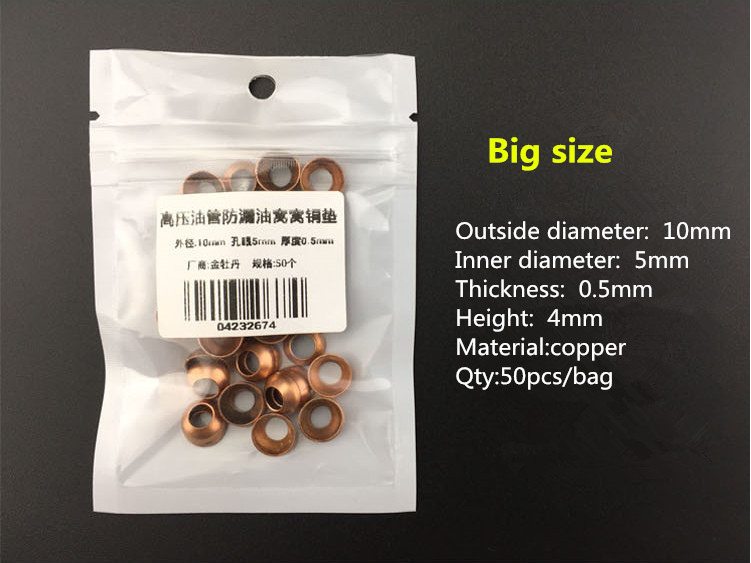 高压油管防漏油窝窝铜垫
外径:10mm 孔眼5mm 厚度0.5mm
厂商:金牡丹 规格:50个
04232674
Big size
Outside diameter: 10mm
Inner diameter: 5mm
Thickness: 0.5mm
Height: 4mm
Material:copper
Qty:50pcs/bag